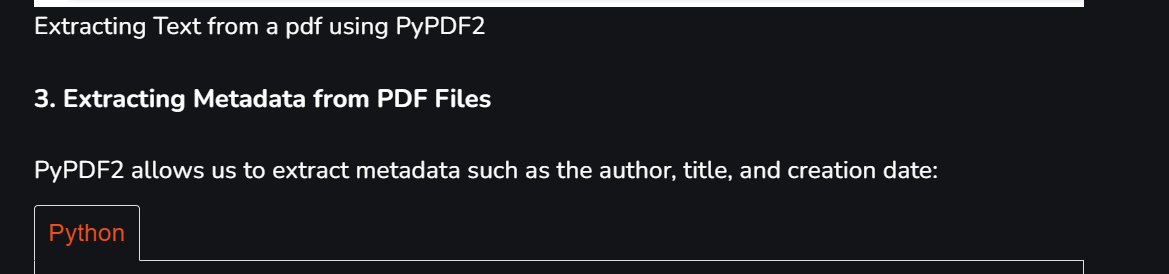 Extracting Text from a pdf using PyPDF2
3. Extracting Metadata from PDF Files
PyPDF2 allows us to extract metadata such as the author, title, and creation date:
Python